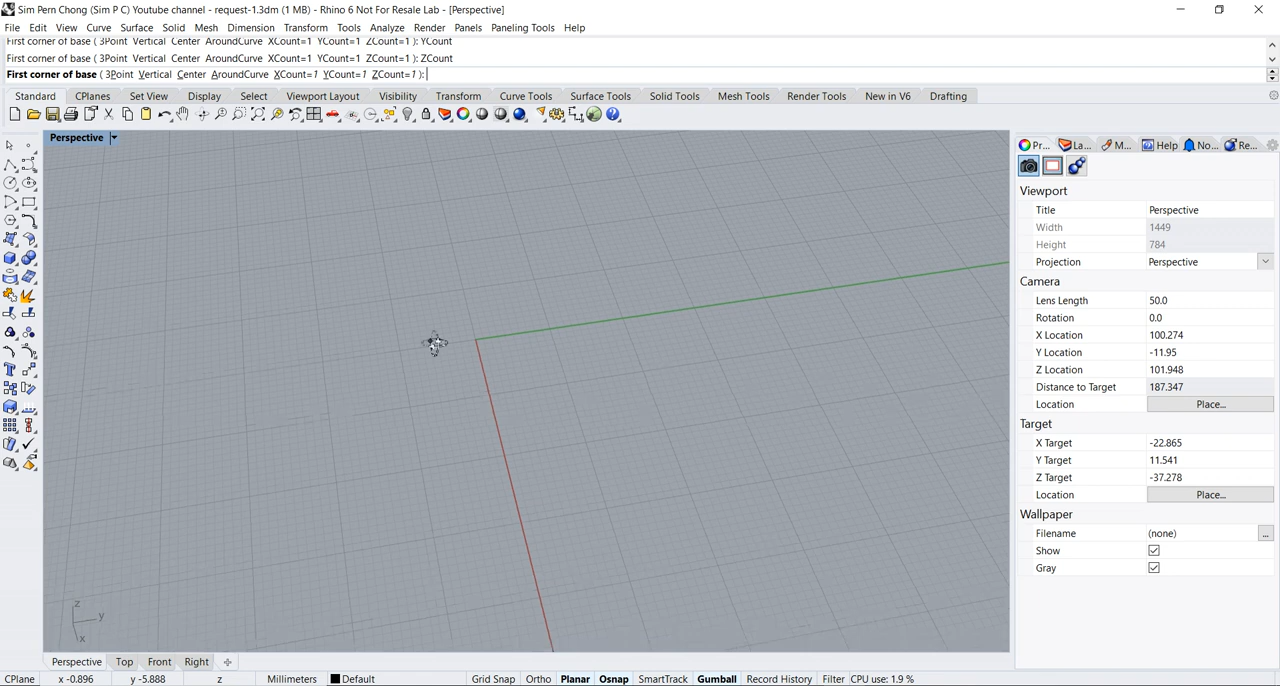 Sim Pern Chong (Sim P C) Youtube channel - request-1.3dm (1 MB) - Rhino 6 Not For Resale Lab - [Perspective]
File Edit View Curve Surface Solid Mesh Dimension Transform Tools Analyze Render Panels Paneling Tools Help
First corner of base ( 3Point Vertical Center AroundCurve XCount=1 YCount=1 ZCount=1 ): YCount
First corner of base ( 3Point Vertical Center AroundCurve XCount=1 YCount=1 ZCount=1 ): ZCount
First corner of base ( 3Point Vertical Center AroundCurve XCount=1 YCount=1 ZCount=1 ):
Standard CPlanes Set View Display Select Viewport Layout Visibility Transform Curve Tools Surface Tools Solid Tools Mesh Tools Render Tools New in V6 Drafting
Perspective
Pr... La... M... Help No... Re...
Viewport
Title Perspective
Width 1449
Height 784
Projection Perspective
Camera
Lens Length 50.0
Rotation 0.0
X Location 100.274
Y Location -11.95
Z Location 101.948
Distance to Target 187.347
Location Place...
Target
X Target -22.865
Y Target 11.541
Z Target -37.278
Location Place...
Wallpaper
Filename (none) ...
Show
Gray
z
y
x
Perspective Top Front Right
CPlane x -0.896 y -5.888 z Millimeters Default Grid Snap Ortho Planar Osnap SmartTrack Gumball Record History Filter CPU use: 1.9 %